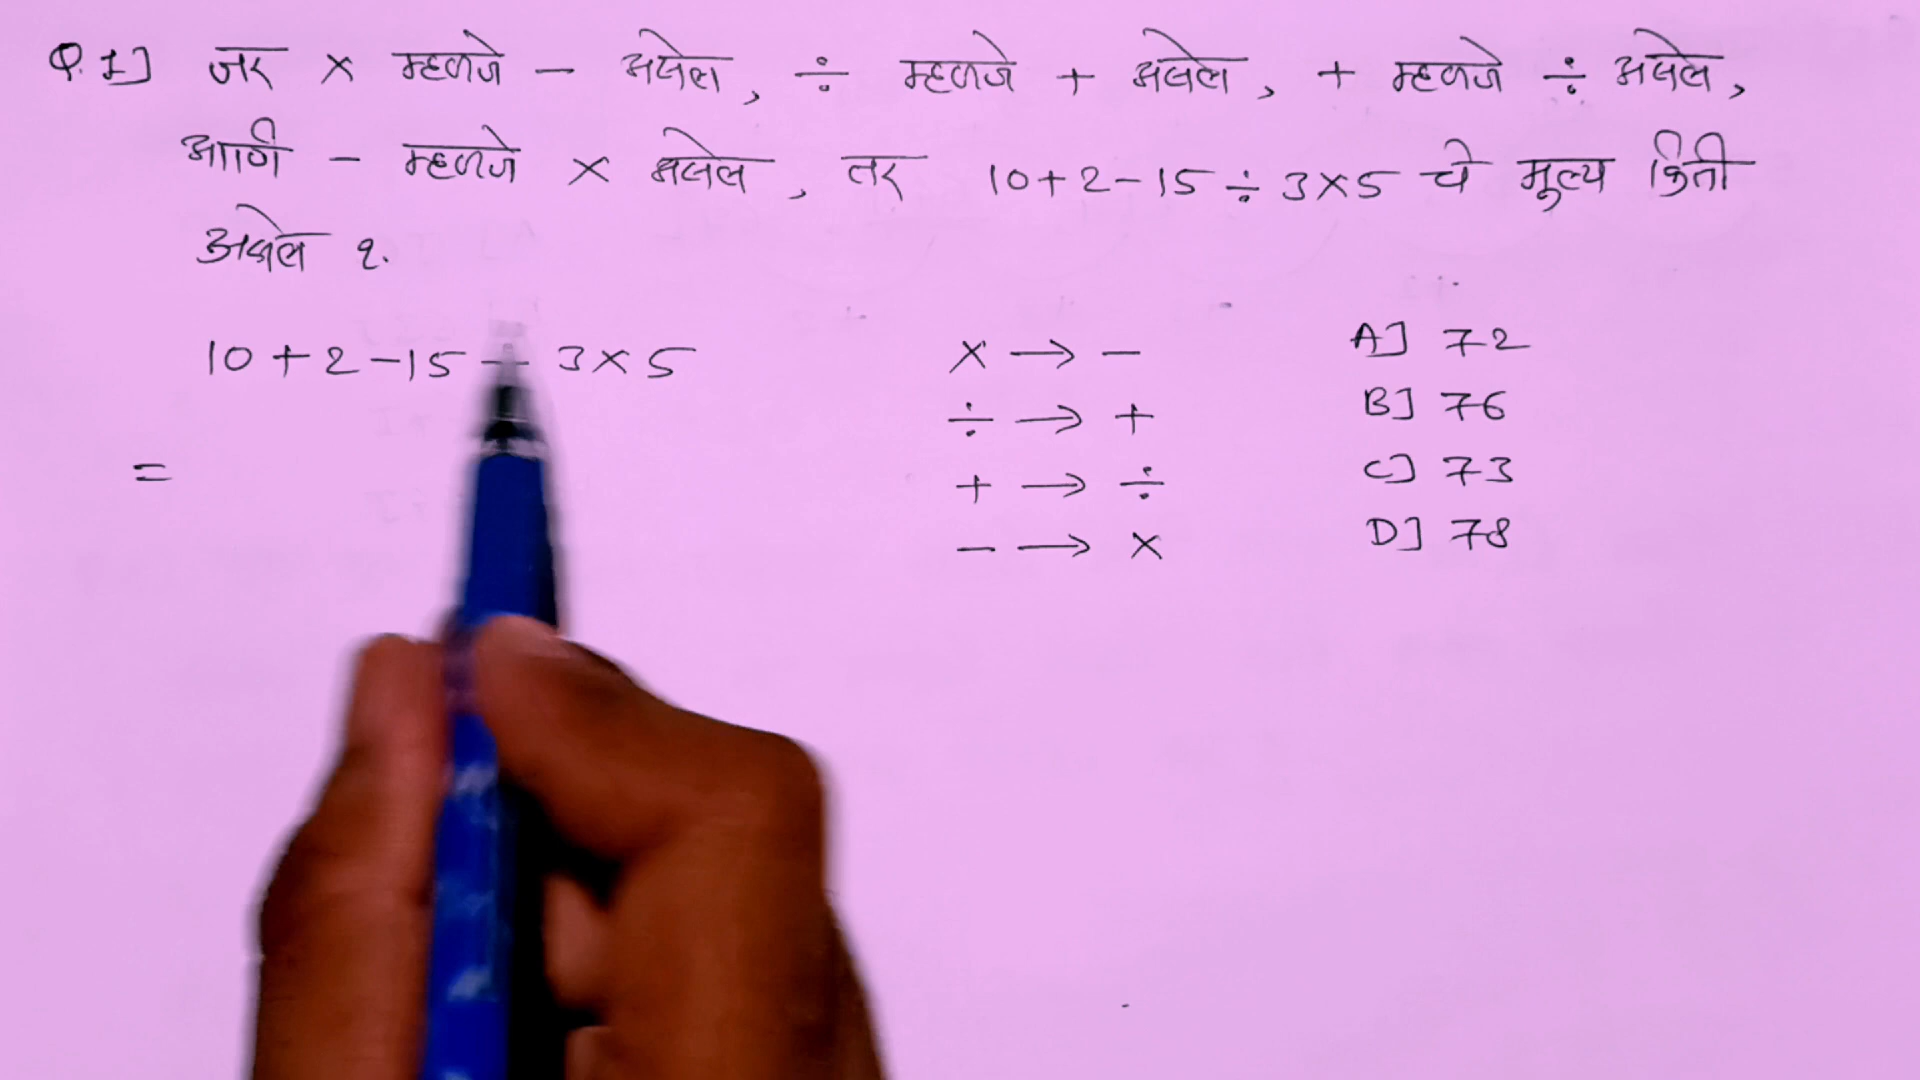 Q.1] जर × म्हणजे - असेल, ÷ म्हणजे + असेल, + म्हणजे ÷ असेल,
आणि - म्हणजे × असेल, तर 10+2-15÷3×5 चे मूल्य किती
असेल ?.
10+2-15÷3×5
=
× → -
÷ → +
+ → ÷
- → ×
A] 72
B] 76
C] 73
D] 78